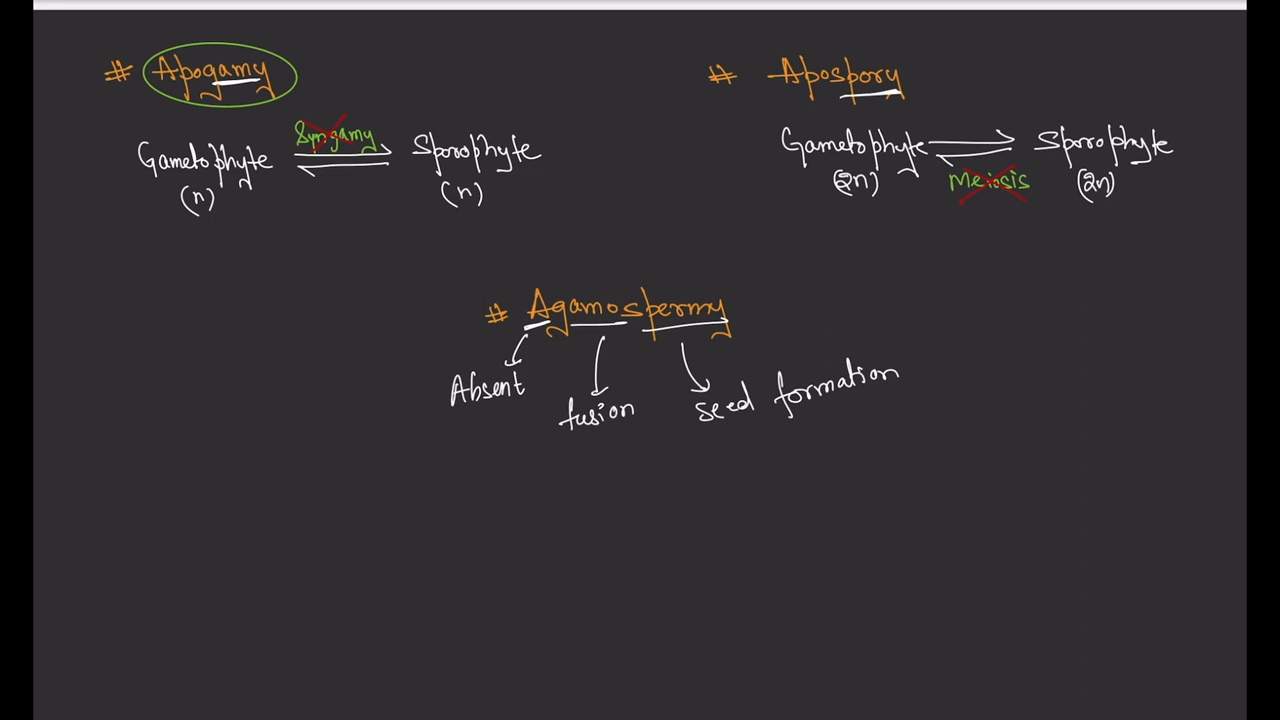 # Apogamy
Syngamy
Gametophyte Sporophyte
(n) (n)
# Apospory
Gametophyte Sporophyte
Meiosis
(2n) (2n)
# Agamospermy
Absent
fusion
seed formation